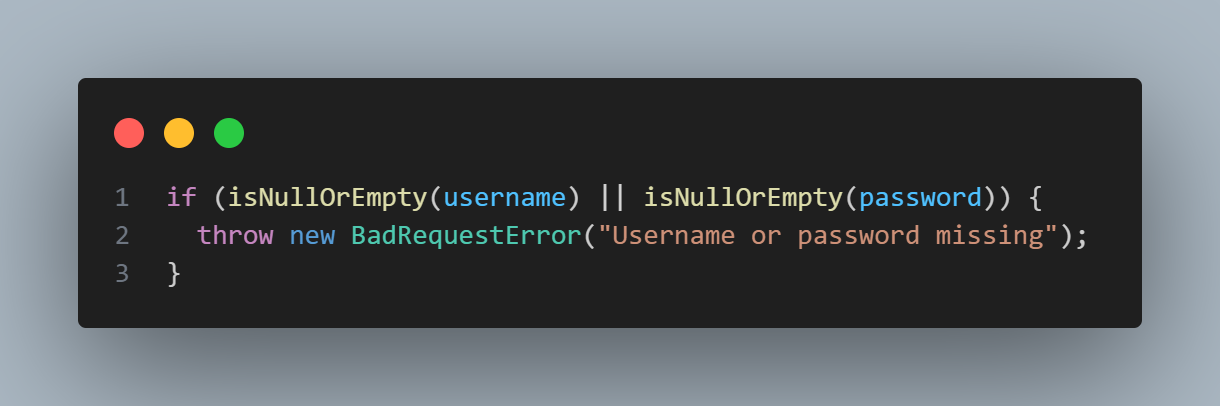 1 if (isNullOrEmpty(username) || isNullOrEmpty(password)) {
2   throw new BadRequestError("Username or password missing");
3 }